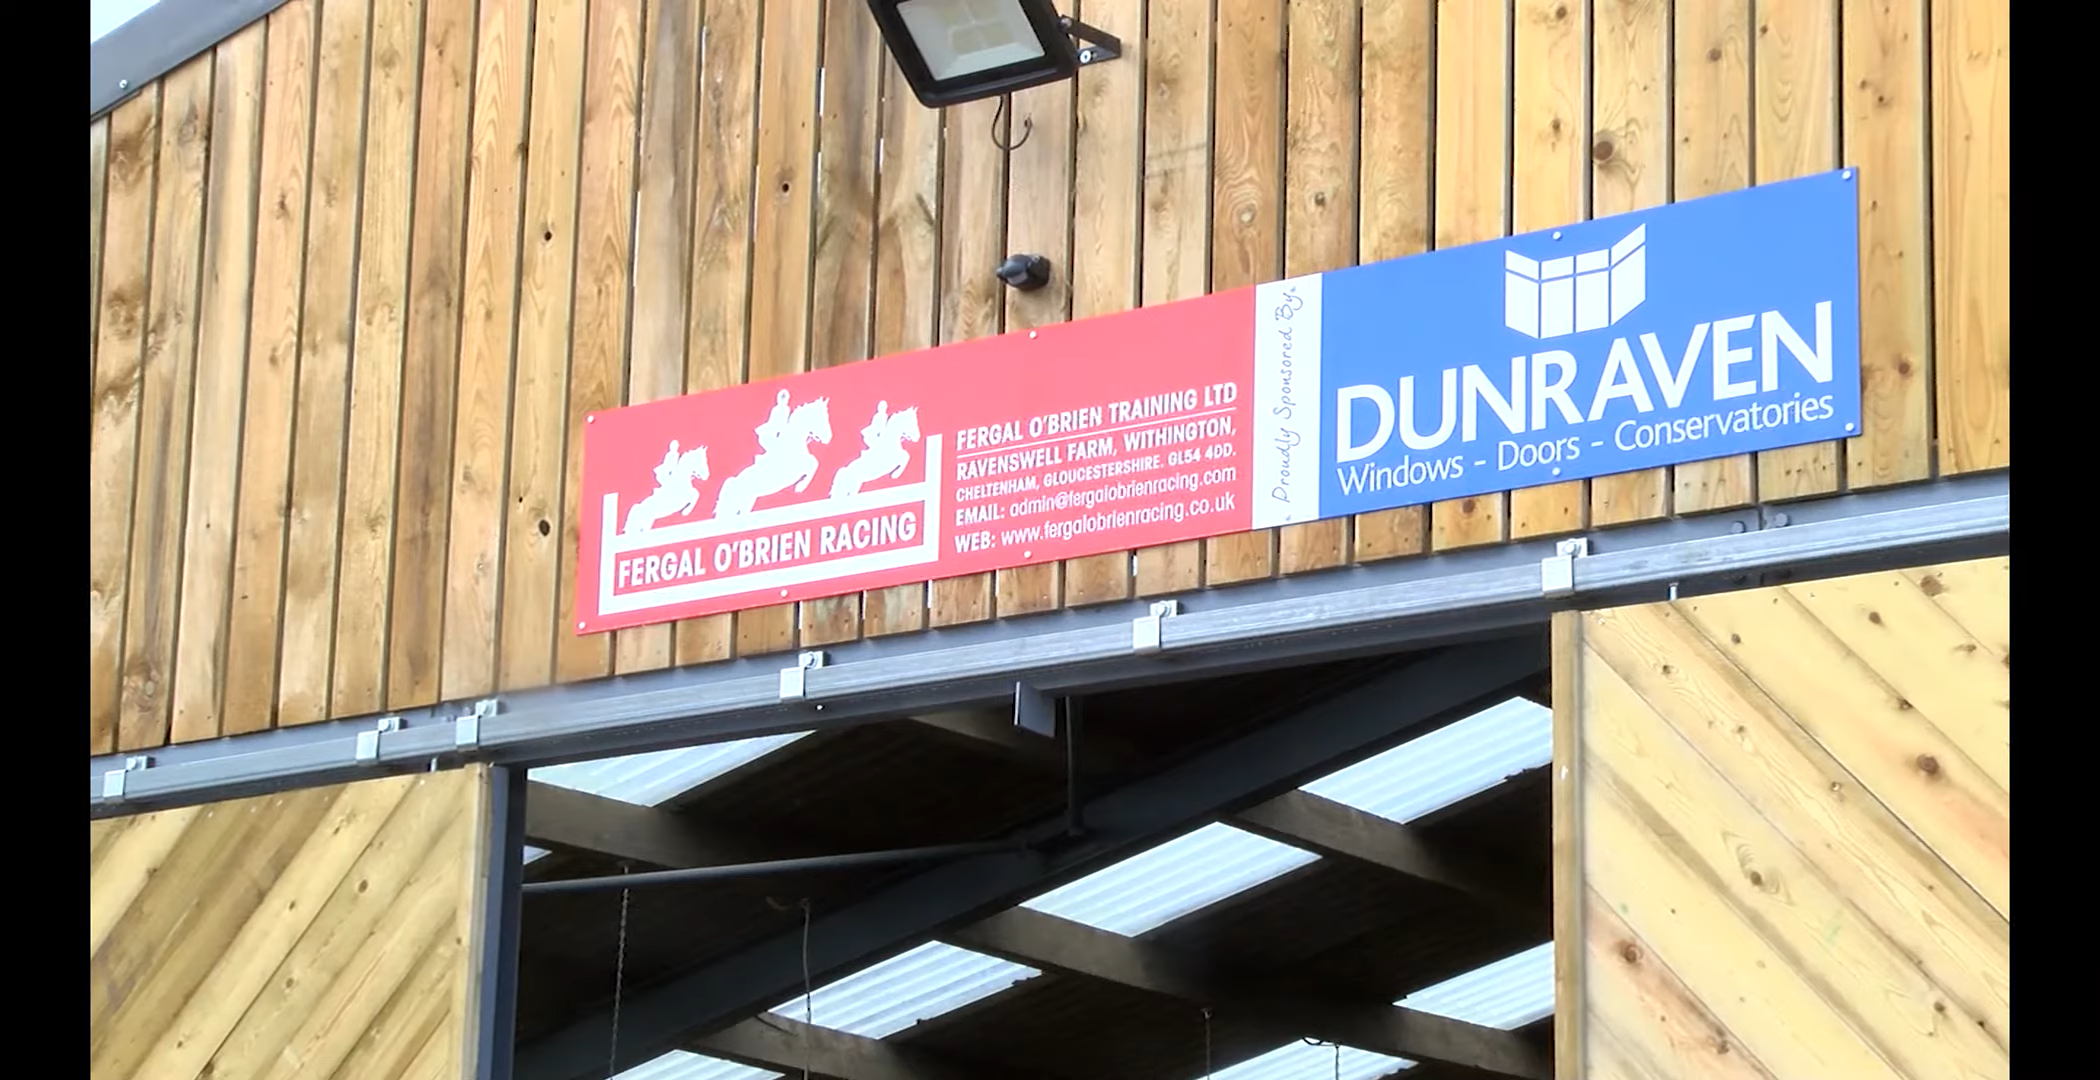 FERGAL O'BRIEN RACING
FERGAL O'BRIEN TRAINING LTD
RAVENSWELL FARM, WITHINGTON,
CHELTENHAM, GLOUCESTERSHIRE. GL54 4DD.
EMAIL: admin@fergalobrienracing.com
WEB: www.fergalobrienracing.co.uk
Proudly Sponsored By
DUNRAVEN
Windows - Doors - Conservatories